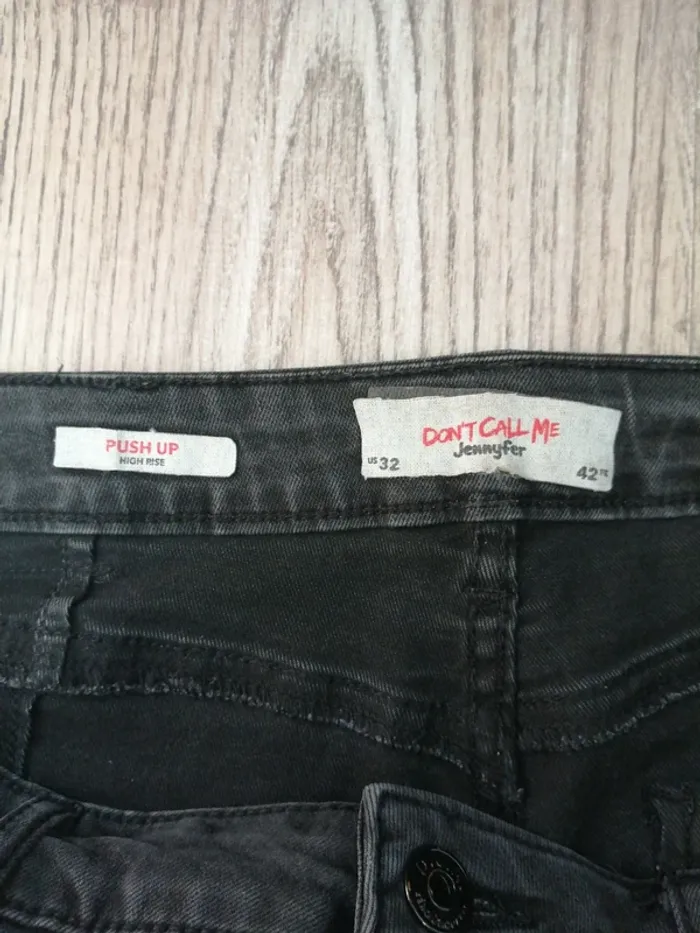 PUSH UP
HIGH RISE
DON'T CALL ME
Jennyfer
US 32
42 FR